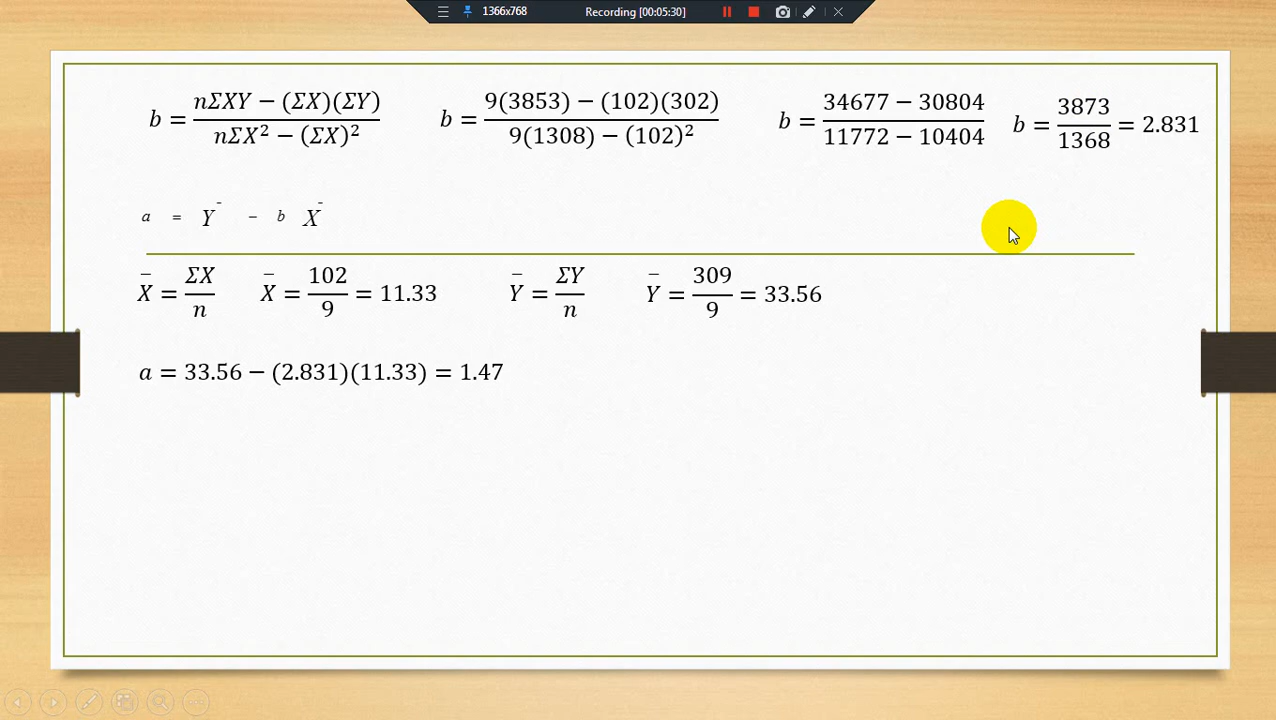 1366x768 Recording [00:05:30]
b = nΣXY − (ΣX)(ΣY) / nΣX² − (ΣX)² b = 9(3853) − (102)(302) / 9(1308) − (102)² b = 34677 − 30804 / 11772 − 10404 b = 3873 / 1368 = 2.831
a = Y̅ − b X̅
X̅ = ΣX / n X̅ = 102 / 9 = 11.33 Y̅ = ΣY / n Y̅ = 309 / 9 = 33.56
a = 33.56 − (2.831)(11.33) = 1.47